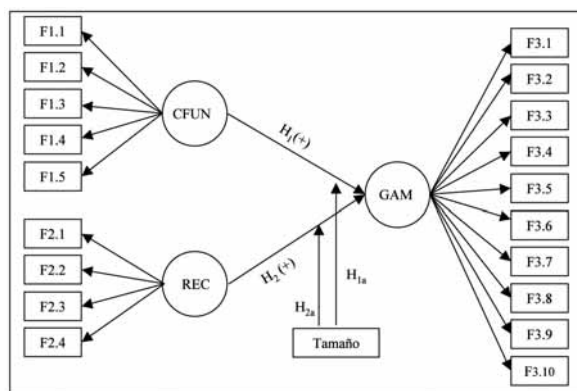 F1.1
F1.2
F1.3
F1.4
F1.5
CFUN
H₁(+)
F2.1
F2.2
F2.3
F2.4
REC
H₂(+)
GAM
H₁ₐ
H₂ₐ
Tamaño
F3.1
F3.2
F3.3
F3.4
F3.5
F3.6
F3.7
F3.8
F3.9
F3.10